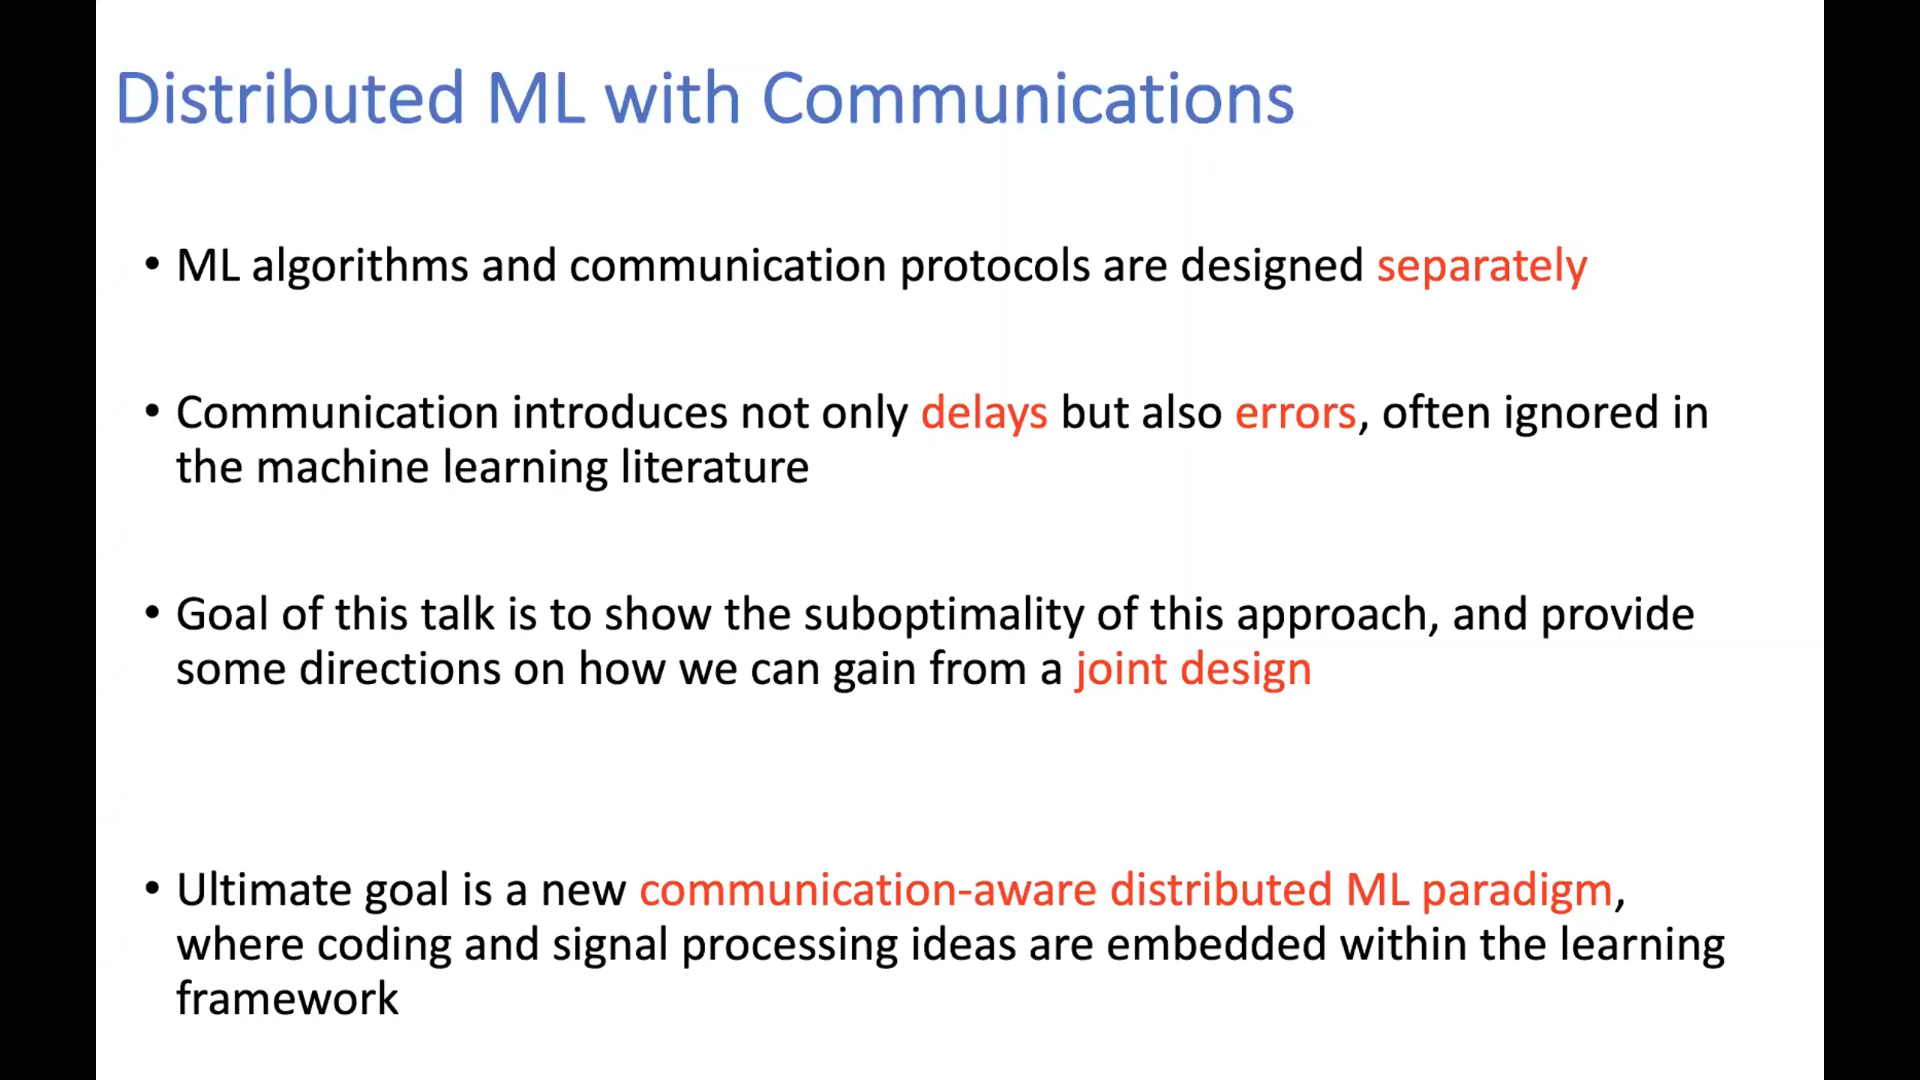 Distributed ML with Communications
• ML algorithms and communication protocols are designed separately
• Communication introduces not only delays but also errors, often ignored in
the machine learning literature
• Goal of this talk is to show the suboptimality of this approach, and provide
some directions on how we can gain from a joint design
• Ultimate goal is a new communication-aware distributed ML paradigm,
where coding and signal processing ideas are embedded within the learning
framework